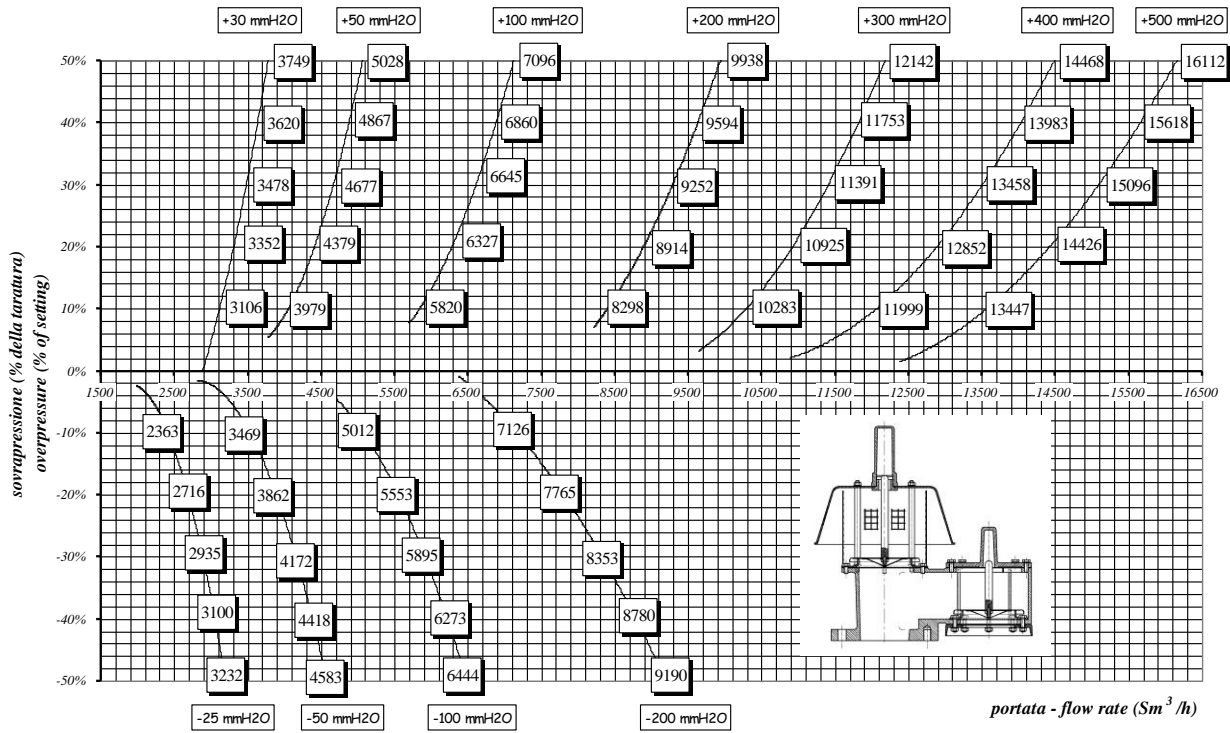 +30 mmH2O +50 mmH2O +100 mmH2O +200 mmH2O +300 mmH2O +400 mmH2O +500 mmH2O
50% 3749 5028 7096 9938 12142 14468 16112
40% 3620 4867 6860 9594 11753 13983 15618
30% 3478 4677 6645 9252 11391 13458 15096
20% 3352 4379 6327 8914 10925 12852 14426
10% 3106 3979 5820 8298 10283 11999 13447
0%
1500 2500 3500 4500 5500 6500 7500 8500 9500 10500 11500 12500 13500 14500 15500 16500
-10% 2363 3469 5012 7126
-20% 2716 3862 5553 7765
-30% 2935 4172 5895 8353
-40% 3100 4418 6273 8780
-50% 3232 4583 6444 9190
-25 mmH2O -50 mmH2O -100 mmH2O -200 mmH2O
sovrapressione (% della taratura)
overpressure (% of setting)
portata - flow rate (Sm³/h)